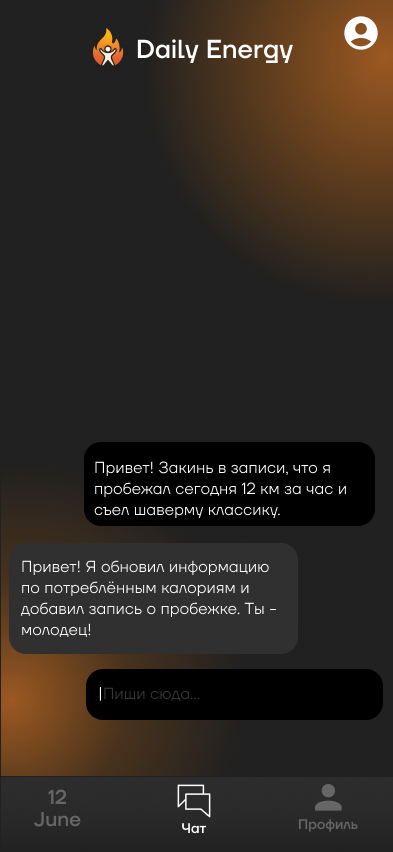 Daily Energy
Привет! Закинь в записи, что я
пробежал сегодня 12 км за час и
съел шаверму классику.
Привет! Я обновил информацию
по потреблённым калориям и
добавил запись о пробежке. Ты -
молодец!
Пиши сюда...
12
June
Чат
Профиль